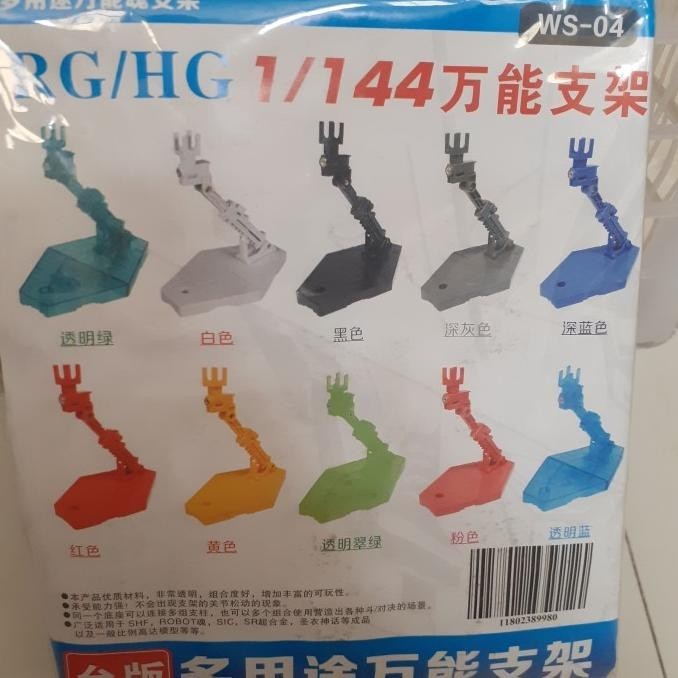 多用途万能魂支架
WS-04
RG/HG 1/144万能支架
透明绿 白色 黑色 深灰色 深蓝色
红色 黄色 透明翠绿 粉色 透明蓝
●本产品优质材料，非常透明，组合度好，增加丰富的可玩性。
●承受能力强！不会出现支架的关节松动的现象。
●同一个底座可以连接多组支柱，也可以多个组合使用营造出各种斗/对决的场景。
●广泛适用于 SHF, ROBOT魂, SIC, SR超合金, 圣衣神话等成品
以及一般比例高达模型等等。
11802389980
台版 多用途万能支架